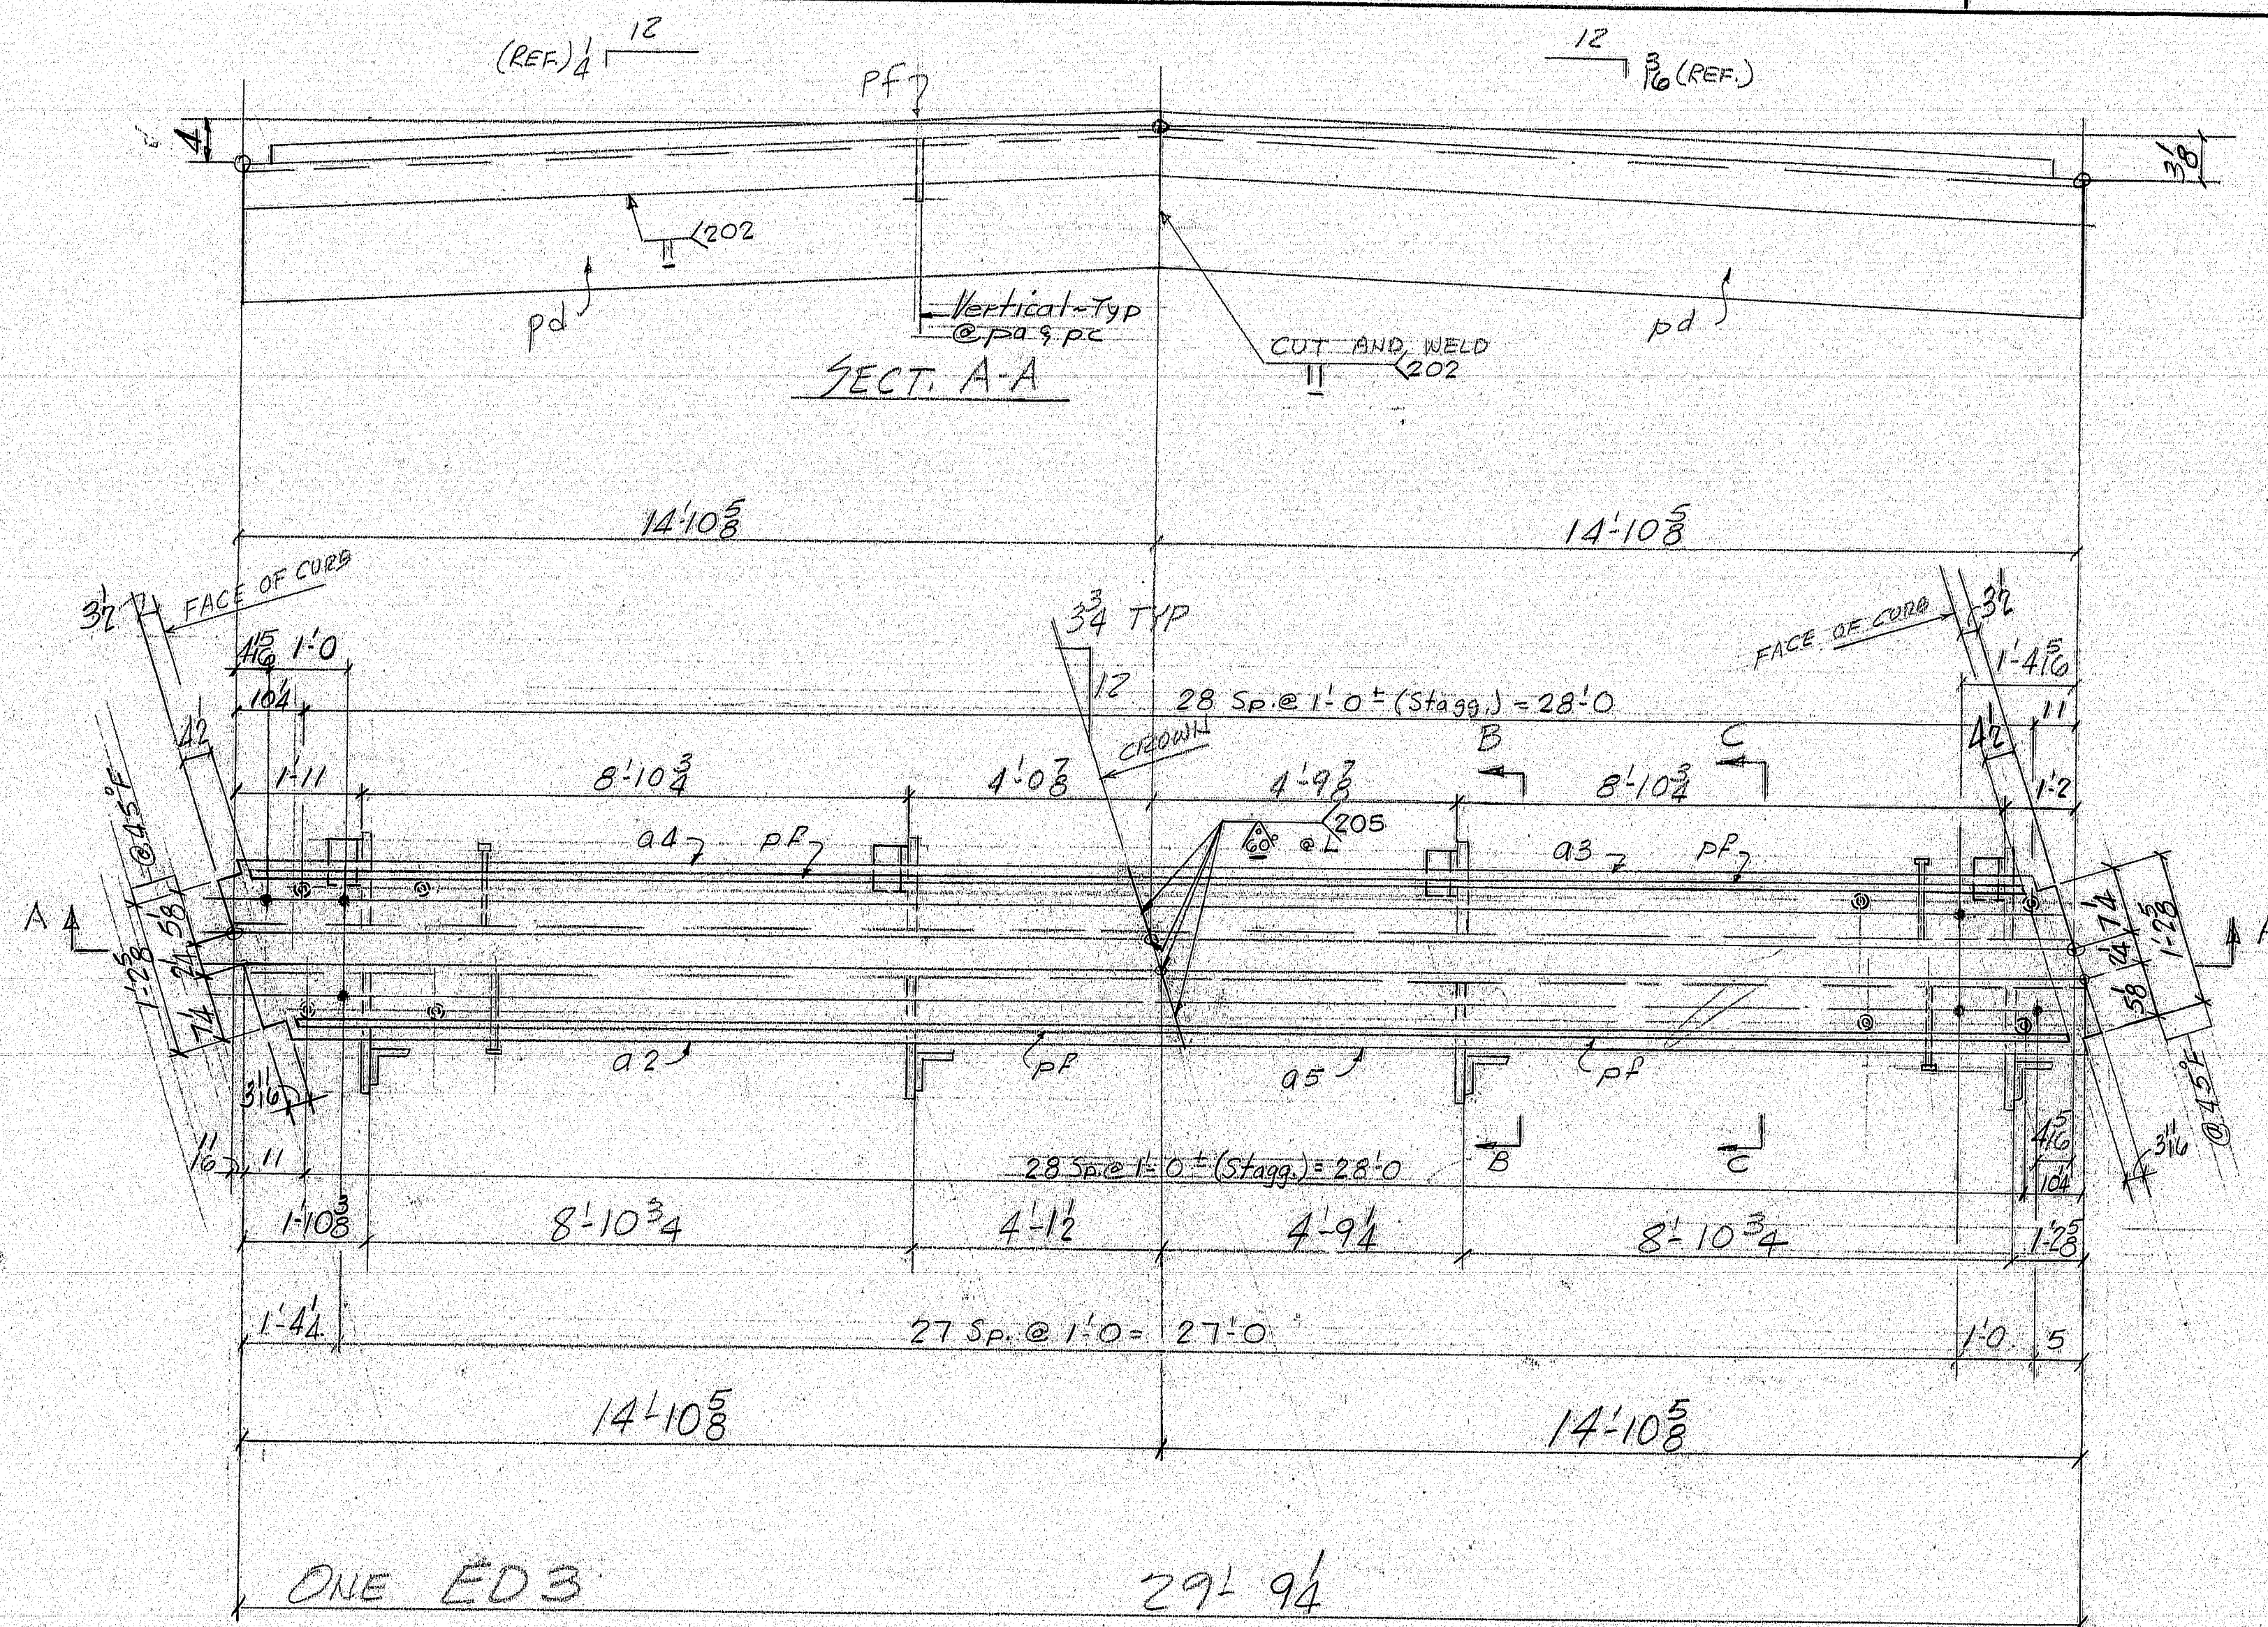 (REF.) 1/4
12
12
3/16 (REF.)
pf
4
3 1/8
202
pd
Vertical-Typ
@ pa & pc
SECT. A-A
CUT AND WELD
202
pd
14'-10 5/8
14'-10 5/8
3 1/2
FACE OF CURB
3 3/4 TYP
12
FACE OF CURB
3 1/2
4 15/16
1'-0
1'-4 5/16
10 1/4
28 Sp. @ 1'-0 ± (Stagg.) = 28'-0
11
4 1/2
CROWN
B
C
4 1/2
1'-11
8'-10 3/4
4'-0 7/8
4'-9 7/8
8'-10 3/4
1'-2
@ 45°F
a4
pf
60°
@ L
205
a3
pf
A
1'-2 5/8
5 1/8
2 1/4
7 1/4
7 1/4
2 1/4
5 1/8
1'-2 5/8
A
@ 45°F
a2
pf
a5
pf
3 11/16
11/16
11
28 Sp. @ 1'-0 ± (Stagg.) = 28'-0
B
C
4 5/16
10 1/4
3 11/16
1'-10 3/8
8'-10 3/4
4'-1 1/2
4'-9 1/4
8'-10 3/4
1'-2 5/8
1'-4 1/4
27 Sp. @ 1'-0 = 27'-0
1'-0
5
14'-10 5/8
14'-10 5/8
ONE ED3
29'-9 1/4